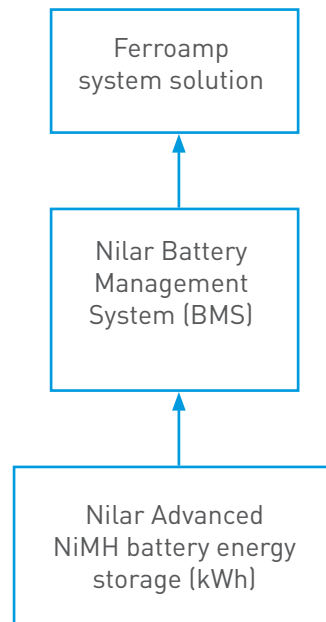 Ferroamp
system solution
Nilar Battery
Management
System (BMS)
Nilar Advanced
NiMH battery energy
storage (kWh)